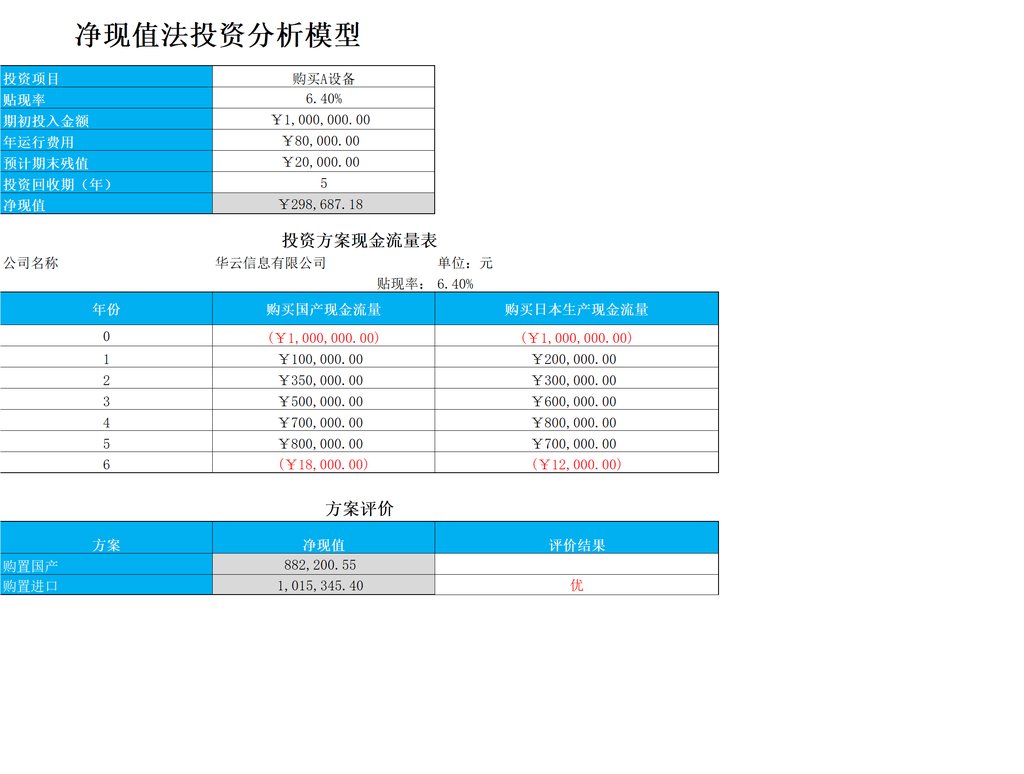 净现值法投资分析模型
投资项目 购买A设备
贴现率 6.40%
期初投入金额 ￥1,000,000.00
年运行费用 ￥80,000.00
预计期末残值 ￥20,000.00
投资回收期（年） 5
净现值 ￥298,687.18
投资方案现金流量表
公司名称 华云信息有限公司 单位：元
贴现率： 6.40%
年份 购买国产现金流量 购买日本生产现金流量
0 (￥1,000,000.00) (￥1,000,000.00)
1 ￥100,000.00 ￥200,000.00
2 ￥350,000.00 ￥300,000.00
3 ￥500,000.00 ￥600,000.00
4 ￥700,000.00 ￥800,000.00
5 ￥800,000.00 ￥700,000.00
6 (￥18,000.00) (￥12,000.00)
方案评价
方案 净现值 评价结果
购置国产 882,200.55
购置进口 1,015,345.40 优